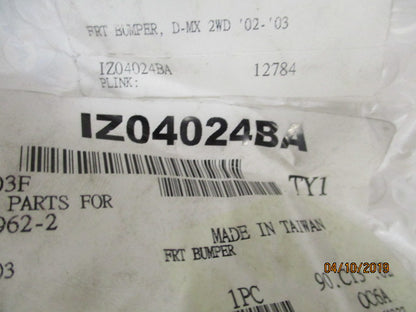 FRT BUMPER, D-MX 2WD '02-'03
IZ04024BA 12784
PLINK:
IZ04024BA
03F TY1
PARTS FOR
962-2
MADE IN TAIWAN
FRT BUMPER
03
1PC
04/10/2018